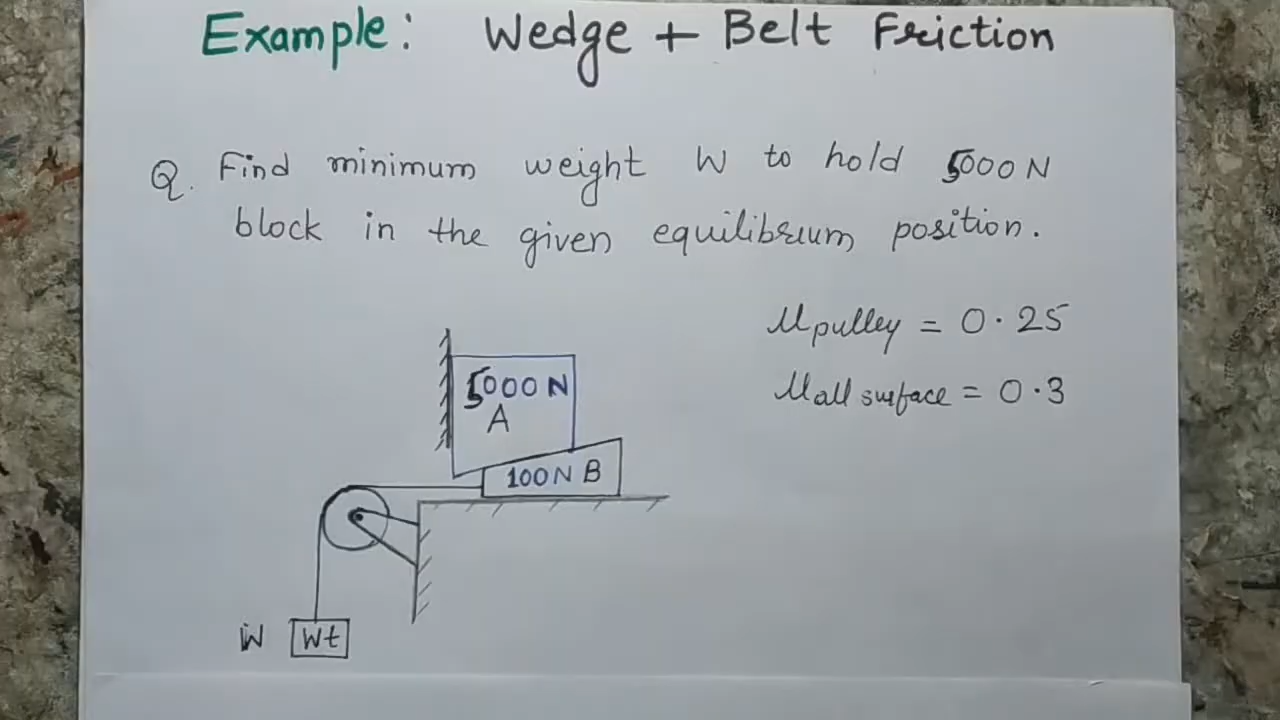 Example: Wedge + Belt Friction
Q. Find minimum weight W to hold 5000 N
block in the given equilibrium position.
μpulley = 0.25
μall surface = 0.3
5000 N
A
100N B
W Wt